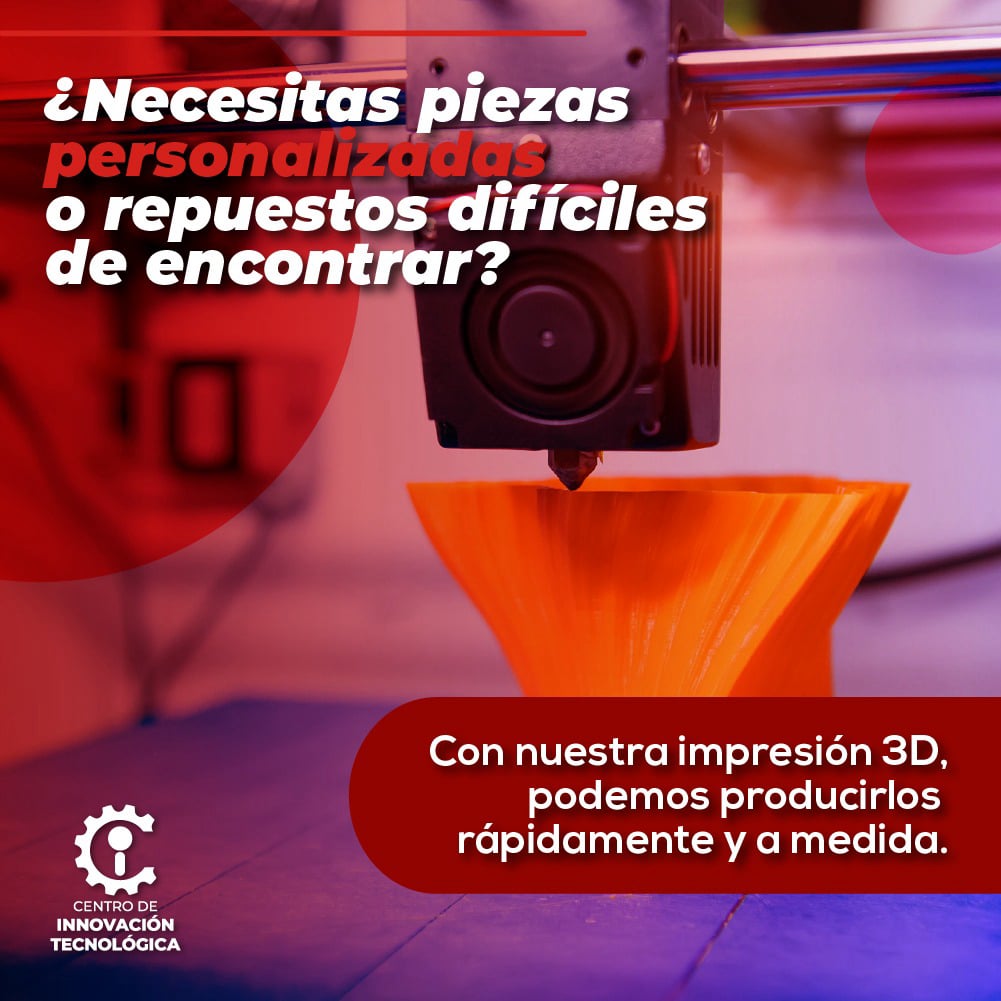 ¿Necesitas piezas
personalizadas
o repuestos difíciles
de encontrar?
Con nuestra impresión 3D,
podemos producirlos
rápidamente y a medida.
CENTRO DE
INNOVACIÓN
TECNOLÓGICA